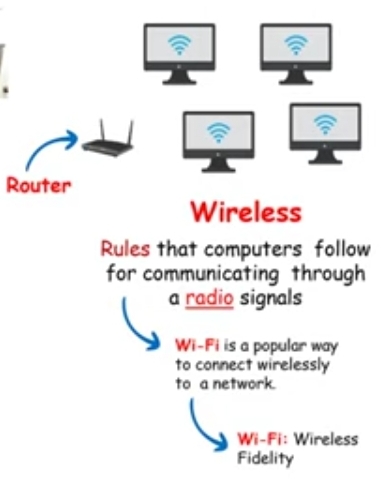 Router
Wireless
Rules that computers follow
for communicating through
a radio signals
Wi-Fi is a popular way
to connect wirelessly
to a network.
Wi-Fi: Wireless
Fidelity